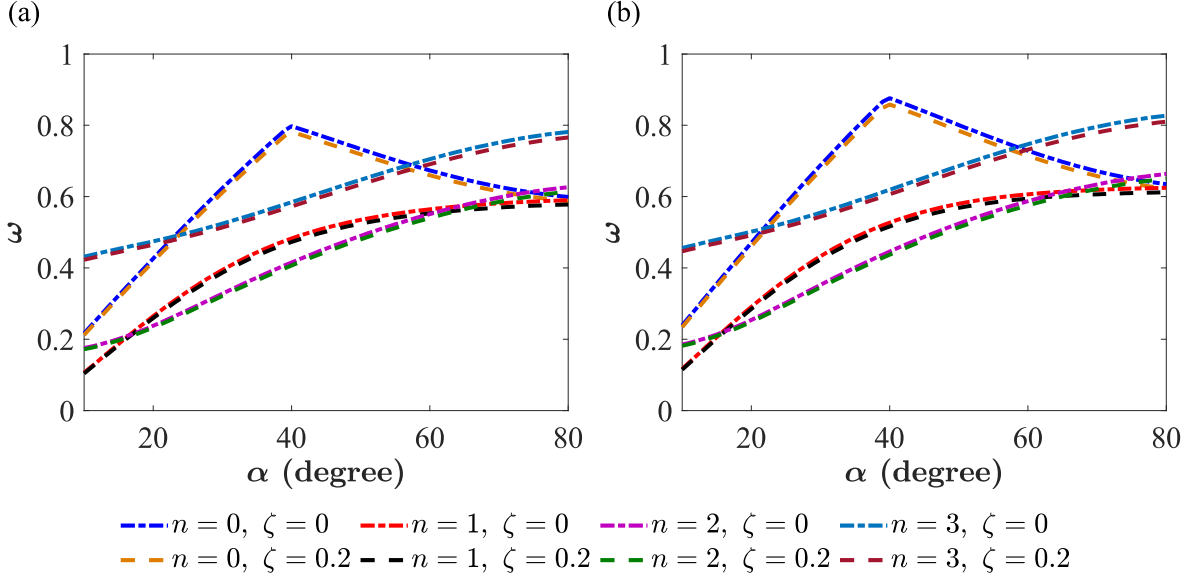 (a) (b)
1 1
0.8 0.8
0.6 0.6
ω ω
0.4 0.4
0.2 0.2
0 0
20 40 60 80 20 40 60 80
α (degree) α (degree)
n = 0, ζ = 0 n = 1, ζ = 0 n = 2, ζ = 0 n = 3, ζ = 0
n = 0, ζ = 0.2 n = 1, ζ = 0.2 n = 2, ζ = 0.2 n = 3, ζ = 0.2